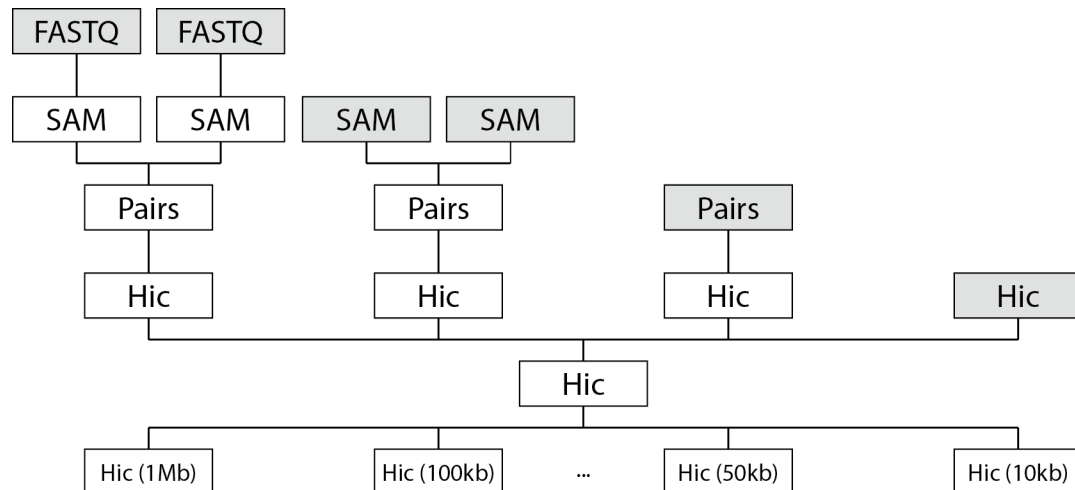 FASTQ FASTQ
SAM SAM SAM SAM
Pairs Pairs Pairs
Hic Hic Hic Hic
Hic
Hic (1Mb) Hic (100kb) ... Hic (50kb) Hic (10kb)